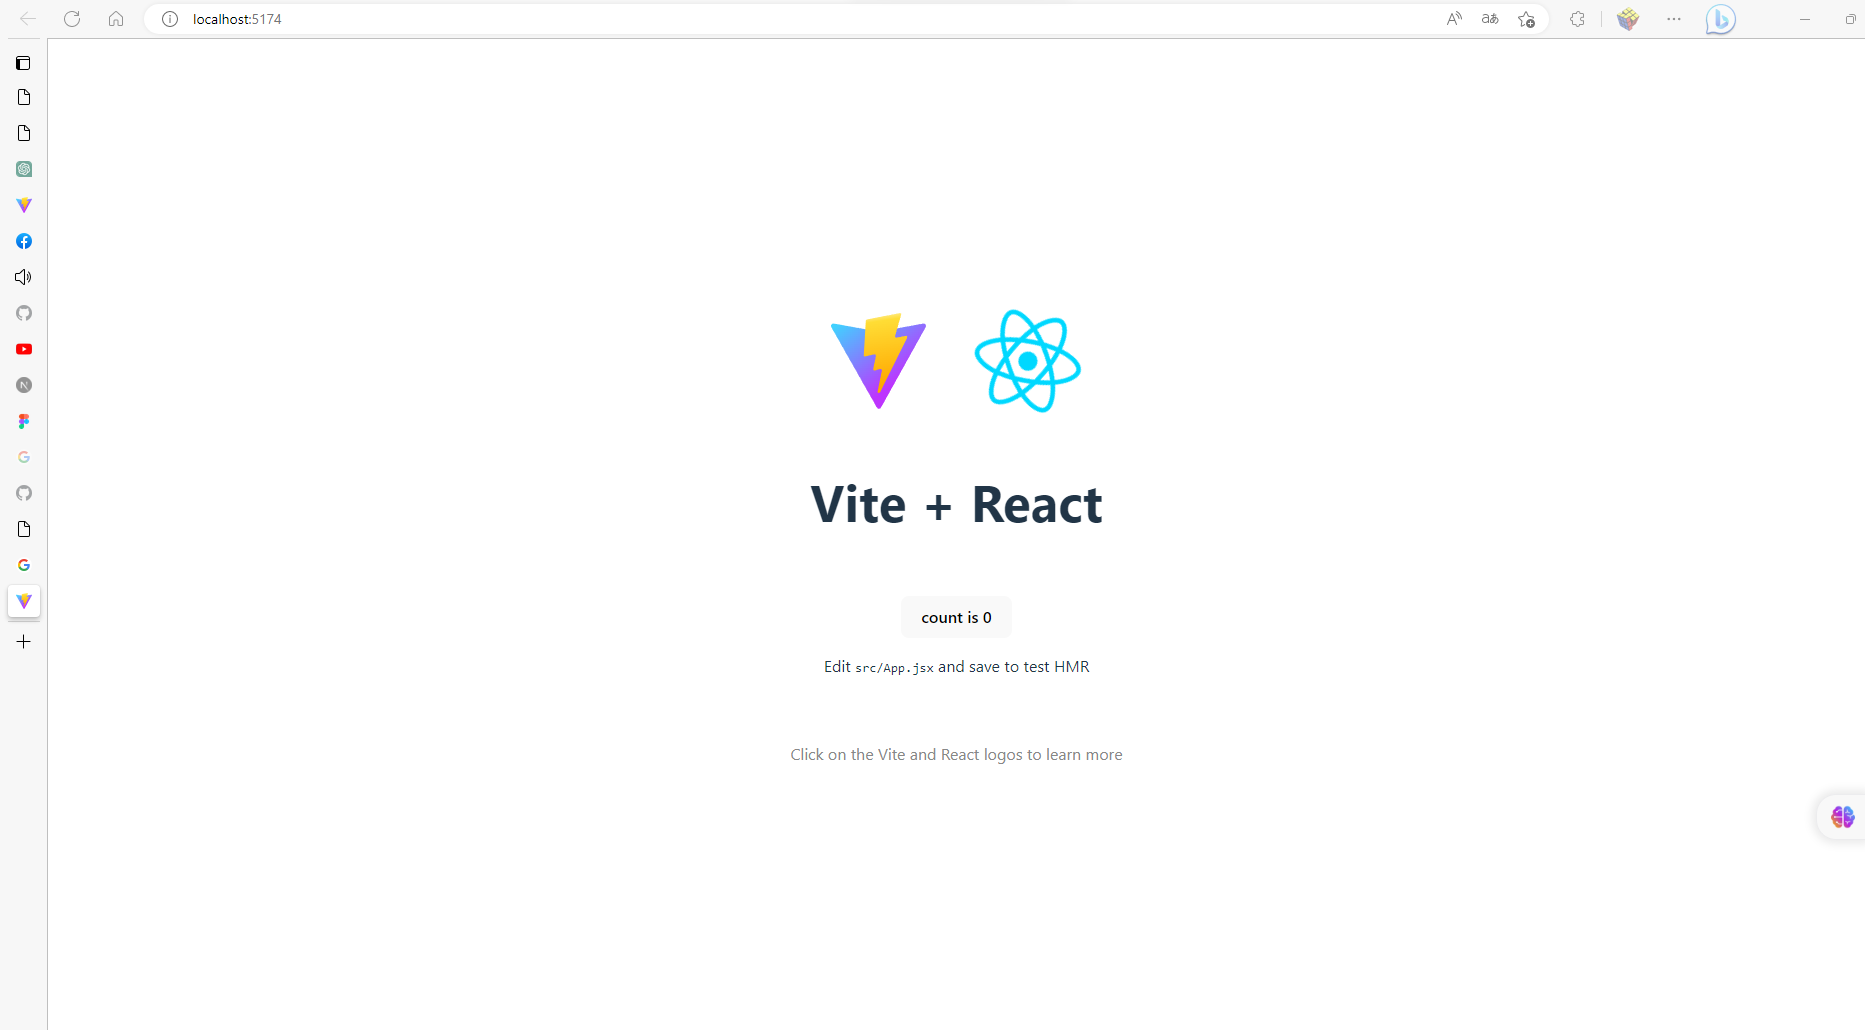 localhost:5174
Vite + React
count is 0
Edit src/App.jsx and save to test HMR
Click on the Vite and React logos to learn more